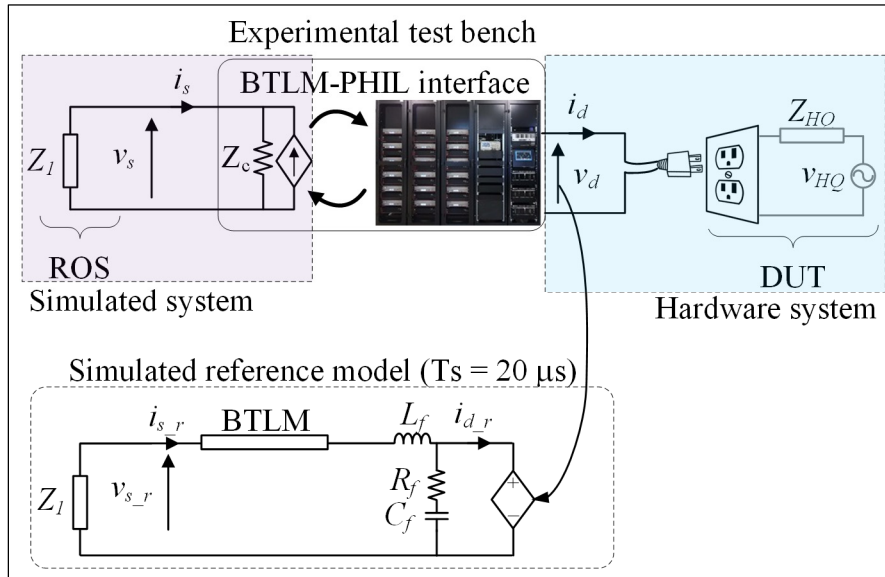 Experimental test bench
BTLM-PHIL interface
i_s
v_s
Z_1
Z_c
ROS
Simulated system
i_d
v_d
Z_HQ
v_HQ
DUT
Hardware system
Simulated reference model (Ts = 20 μs)
i_s_r
BTLM
L_f
i_d_r
Z_1
v_s_r
R_f
C_f
+
−